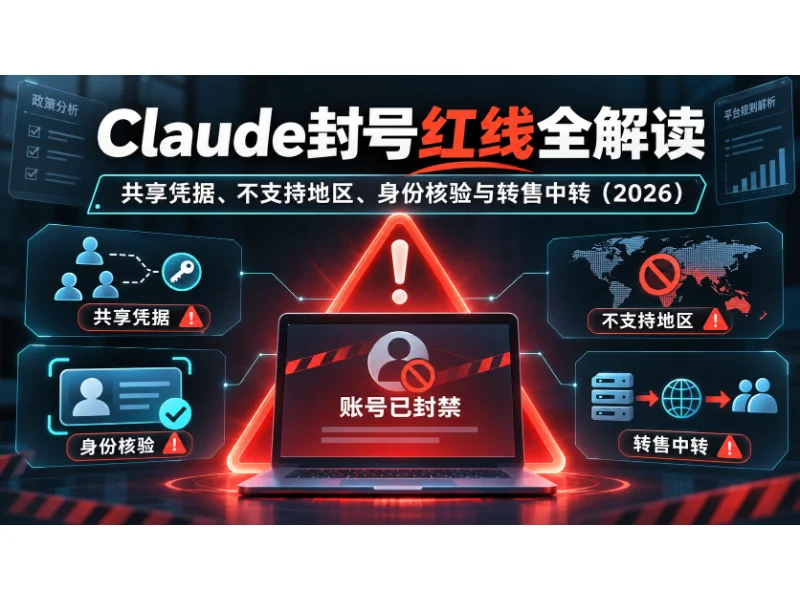 政策分析
平台规则解析
Claude封号红线全解读
共享凭据、不支持地区、身份核验与转售中转（2026）
共享凭据
不支持地区
账号已封禁
身份核验
转售中转